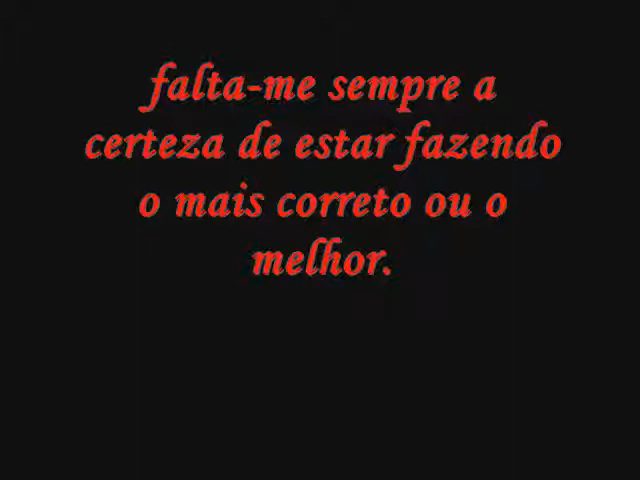 falta-me sempre a
certeza de estar fazendo
o mais correto ou o
melhor.